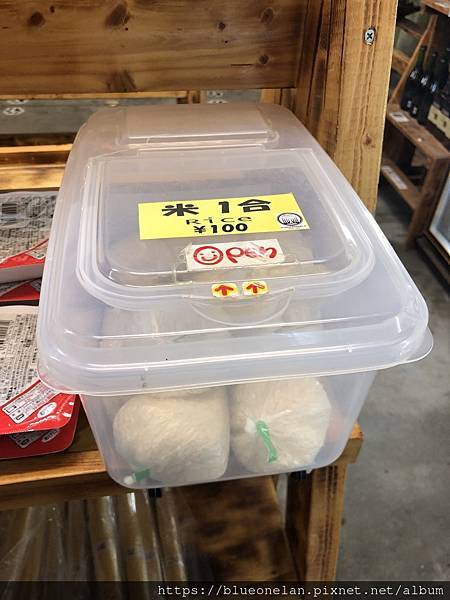 米 1合
Rice
¥100
Open
https://blueonelan.pixnet.net/album